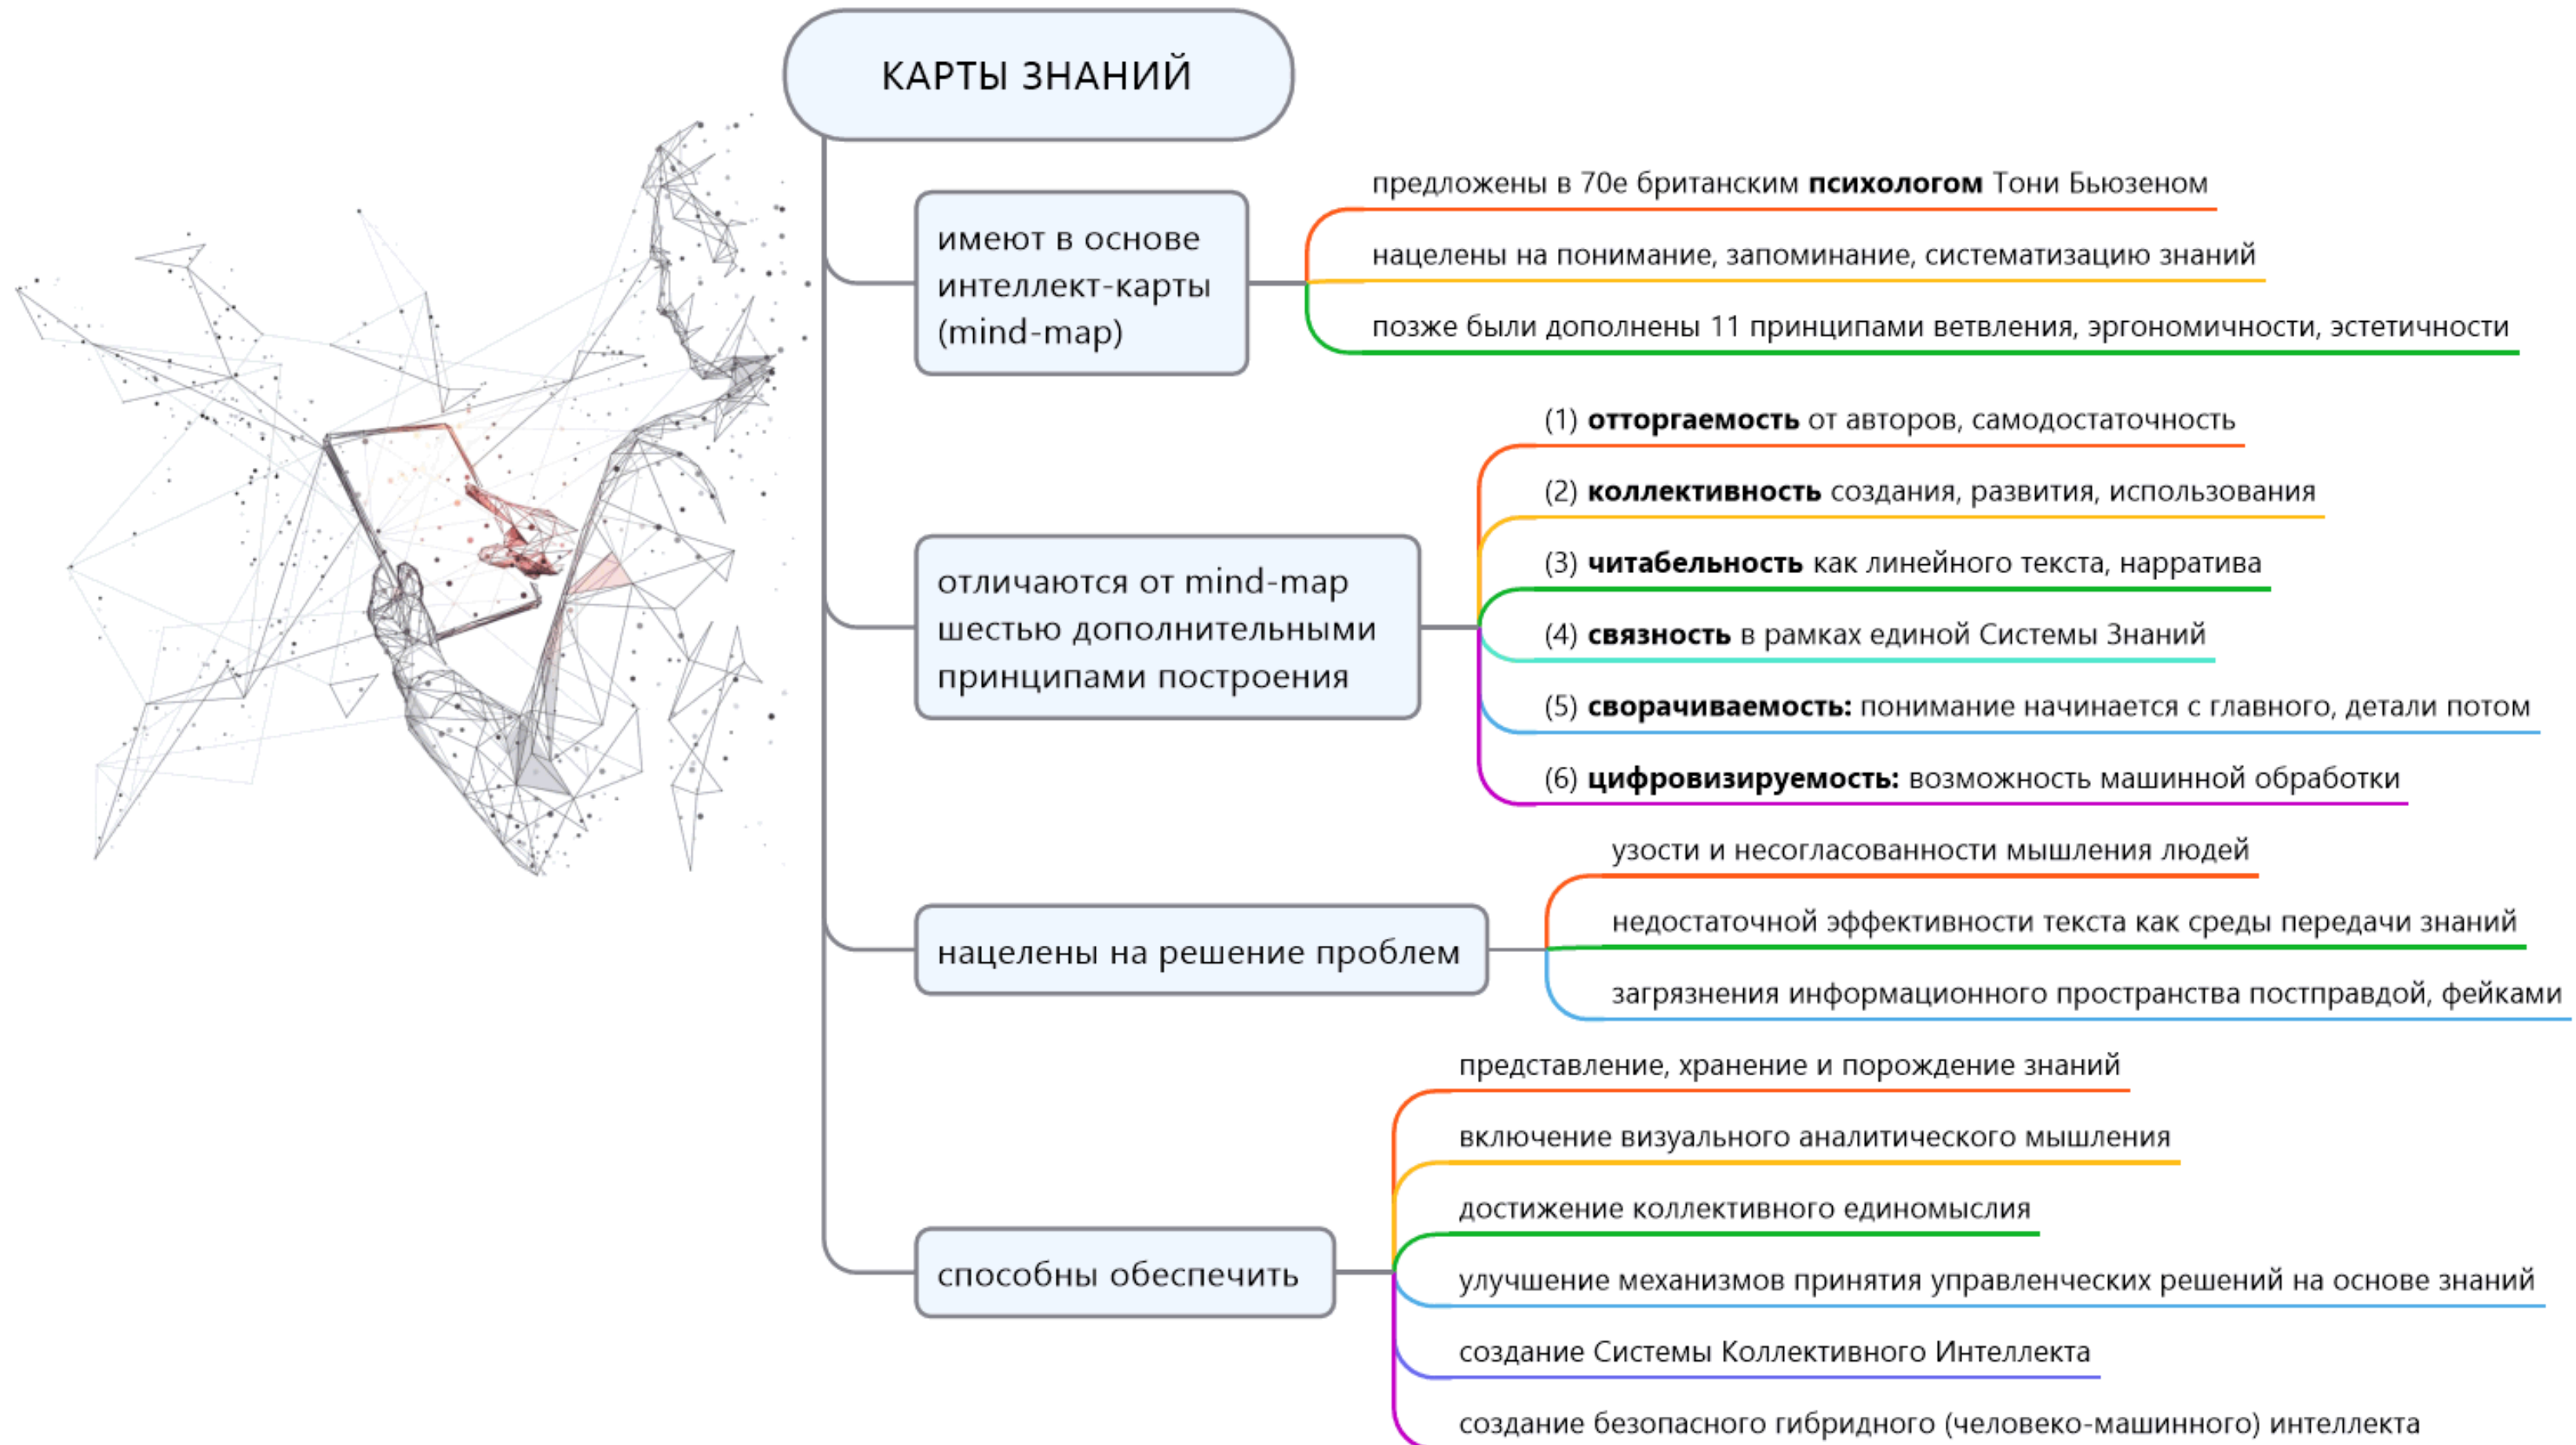 КАРТЫ ЗНАНИЙ
имеют в основе
интеллект-карты
(mind-map)
предложены в 70е британским психологом Тони Бьюзеном
нацелены на понимание, запоминание, систематизацию знаний
позже были дополнены 11 принципами ветвления, эргономичности, эстетичности
отличаются от mind-map
шестью дополнительными
принципами построения
(1) отторгаемость от авторов, самодостаточность
(2) коллективность создания, развития, использования
(3) читабельность как линейного текста, нарратива
(4) связность в рамках единой Системы Знаний
(5) сворачиваемость: понимание начинается с главного, детали потом
(6) цифровизируемость: возможность машинной обработки
нацелены на решение проблем
узости и несогласованности мышления людей
недостаточной эффективности текста как среды передачи знаний
загрязнения информационного пространства постправдой, фейками
способны обеспечить
представление, хранение и порождение знаний
включение визуального аналитического мышления
достижение коллективного единомыслия
улучшение механизмов принятия управленческих решений на основе знаний
создание Системы Коллективного Интеллекта
создание безопасного гибридного (человеко-машинного) интеллекта